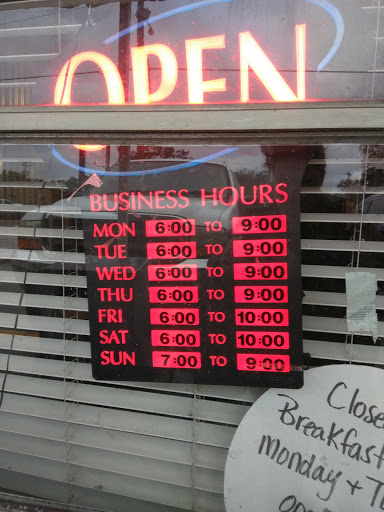 OPEN
BUSINESS HOURS
MON 6:00 TO 9:00
TUE 6:00 TO 9:00
WED 6:00 TO 9:00
THU 6:00 TO 9:00
FRI 6:00 TO 10:00
SAT 6:00 TO 10:00
SUN 7:00 TO 9:00
Close
Breakfast
Monday +